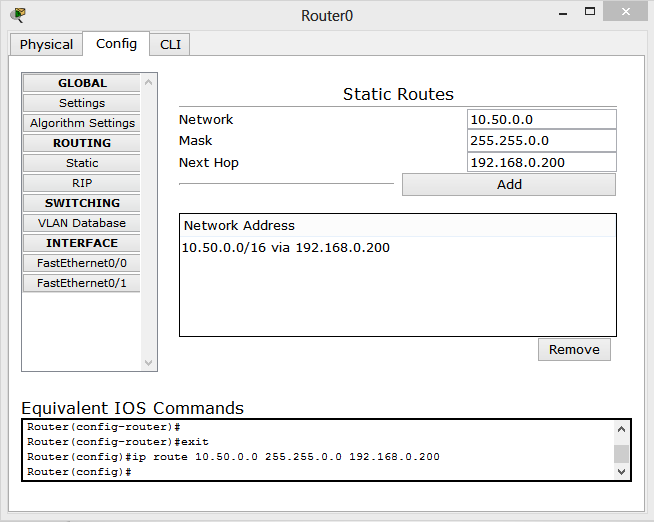 Router0
Physical Config CLI
GLOBAL
Settings
Algorithm Settings
ROUTING
Static
RIP
SWITCHING
VLAN Database
INTERFACE
FastEthernet0/0
FastEthernet0/1
Static Routes
Network 10.50.0.0
Mask 255.255.0.0
Next Hop 192.168.0.200
Add
Network Address
10.50.0.0/16 via 192.168.0.200
Remove
Equivalent IOS Commands
Router(config-router)#
Router(config-router)#exit
Router(config)#ip route 10.50.0.0 255.255.0.0 192.168.0.200
Router(config)#